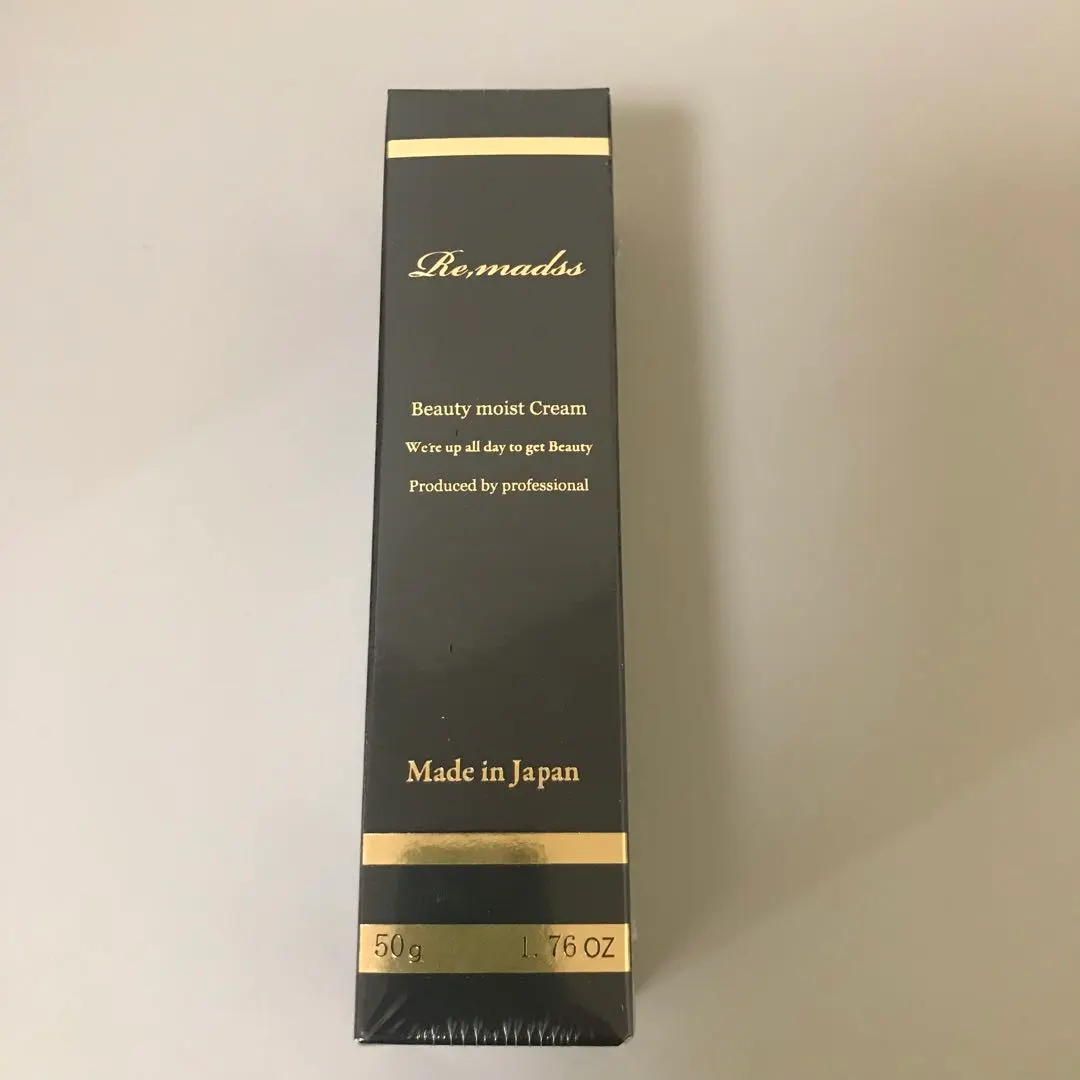 Re,madss
Beauty moist Cream
We're up all day to get Beauty
Produced by professional
Made in Japan
50g 1.76 OZ